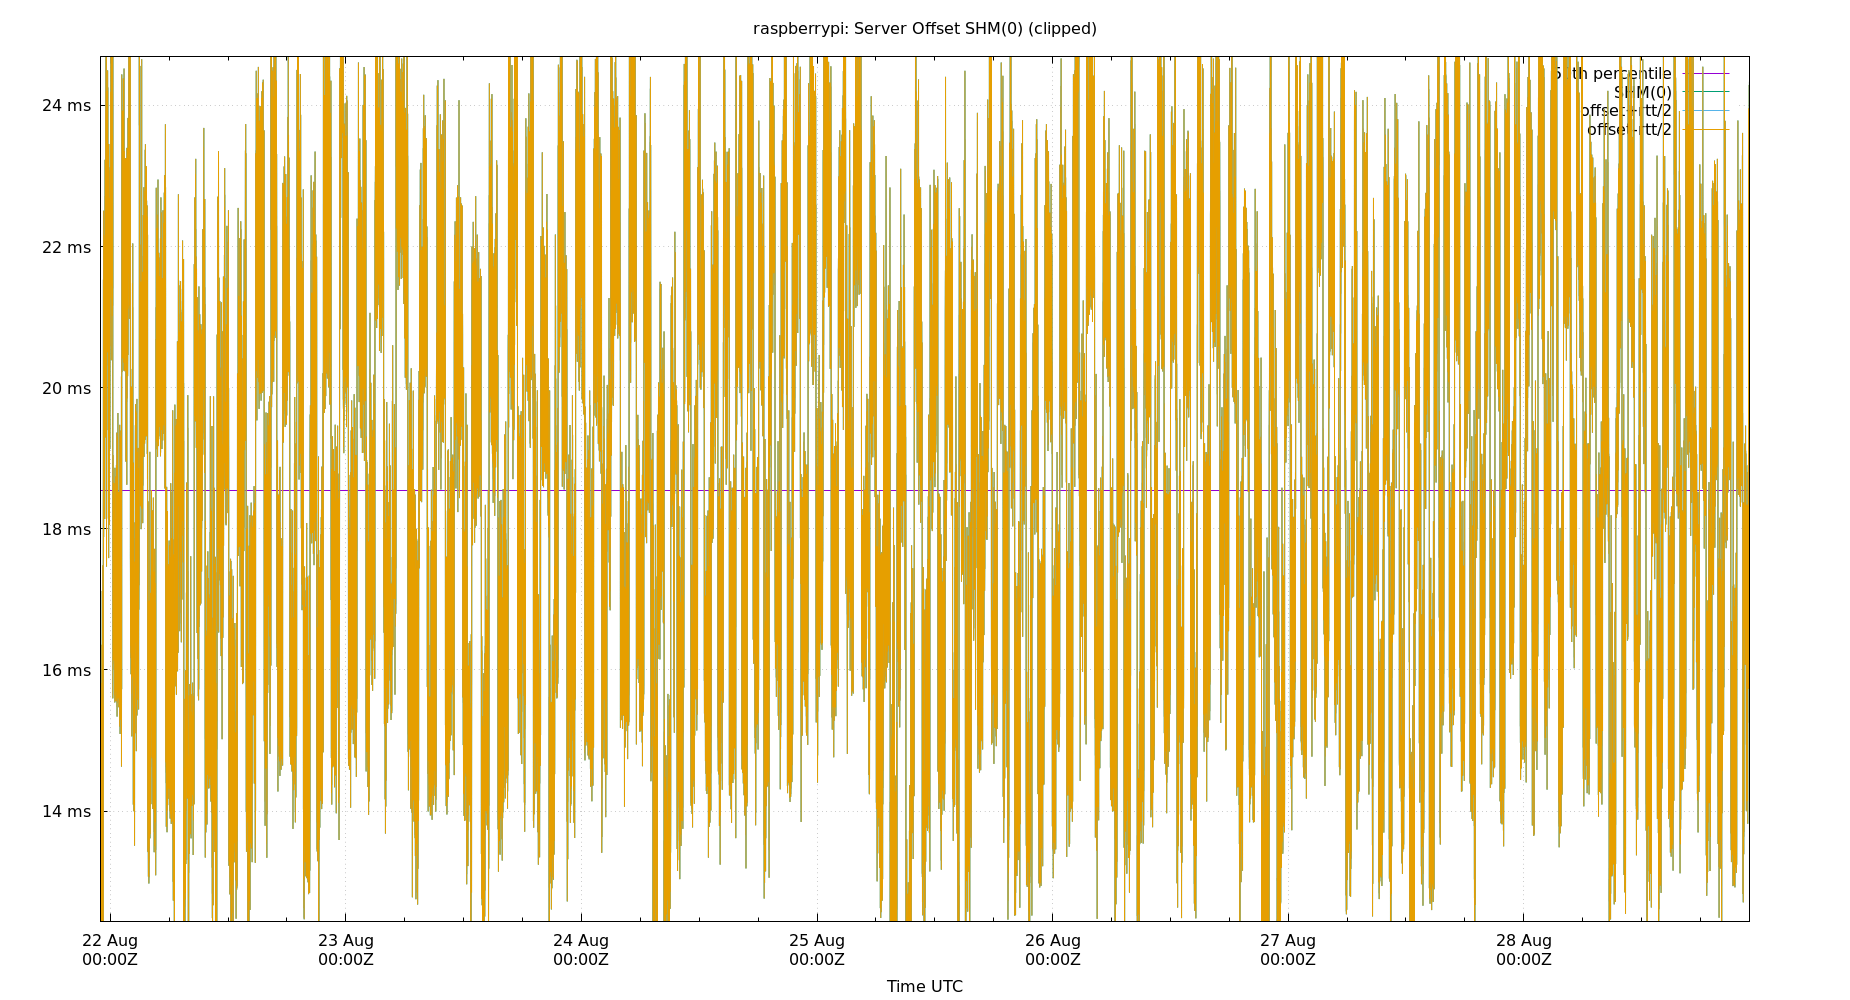 raspberrypi: Server Offset SHM(0) (clipped)
24 ms
22 ms
20 ms
18 ms
16 ms
14 ms
percentile
SHM(0)
offset+rtt/2
offset-rtt/2
22 Aug 23 Aug 24 Aug 25 Aug 26 Aug 27 Aug 28 Aug
00:00Z 00:00Z 00:00Z 00:00Z 00:00Z 00:00Z 00:00Z
Time UTC